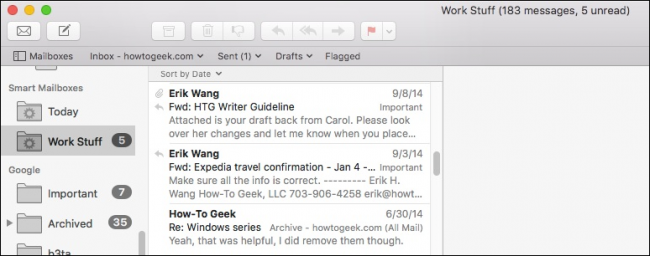 Work Stuff (183 messages, 5 unread)
Mailboxes Inbox - howtogeek.com Sent (1) Drafts Flagged
Sort by Date
Smart Mailboxes
Today
Work Stuff 5
Google
Important 7
Archived 35
b3ta
Erik Wang 9/8/14
Fwd: HTG Writer Guideline Important
Attached is your draft back from Carol. Please
look over her changes and let me know when you place...
Erik Wang 9/3/14
Fwd: Expedia travel confirmation - Jan 4 -... Important
Make sure all the info is correct. --------- Erik H.
Wang How-To Geek, LLC 703-906-4258 erik@howt...
How-To Geek 6/30/14
Re: Windows series Archive - howtogeek.com (All Mail)
Yeah, that was helpful, I did remove them though.